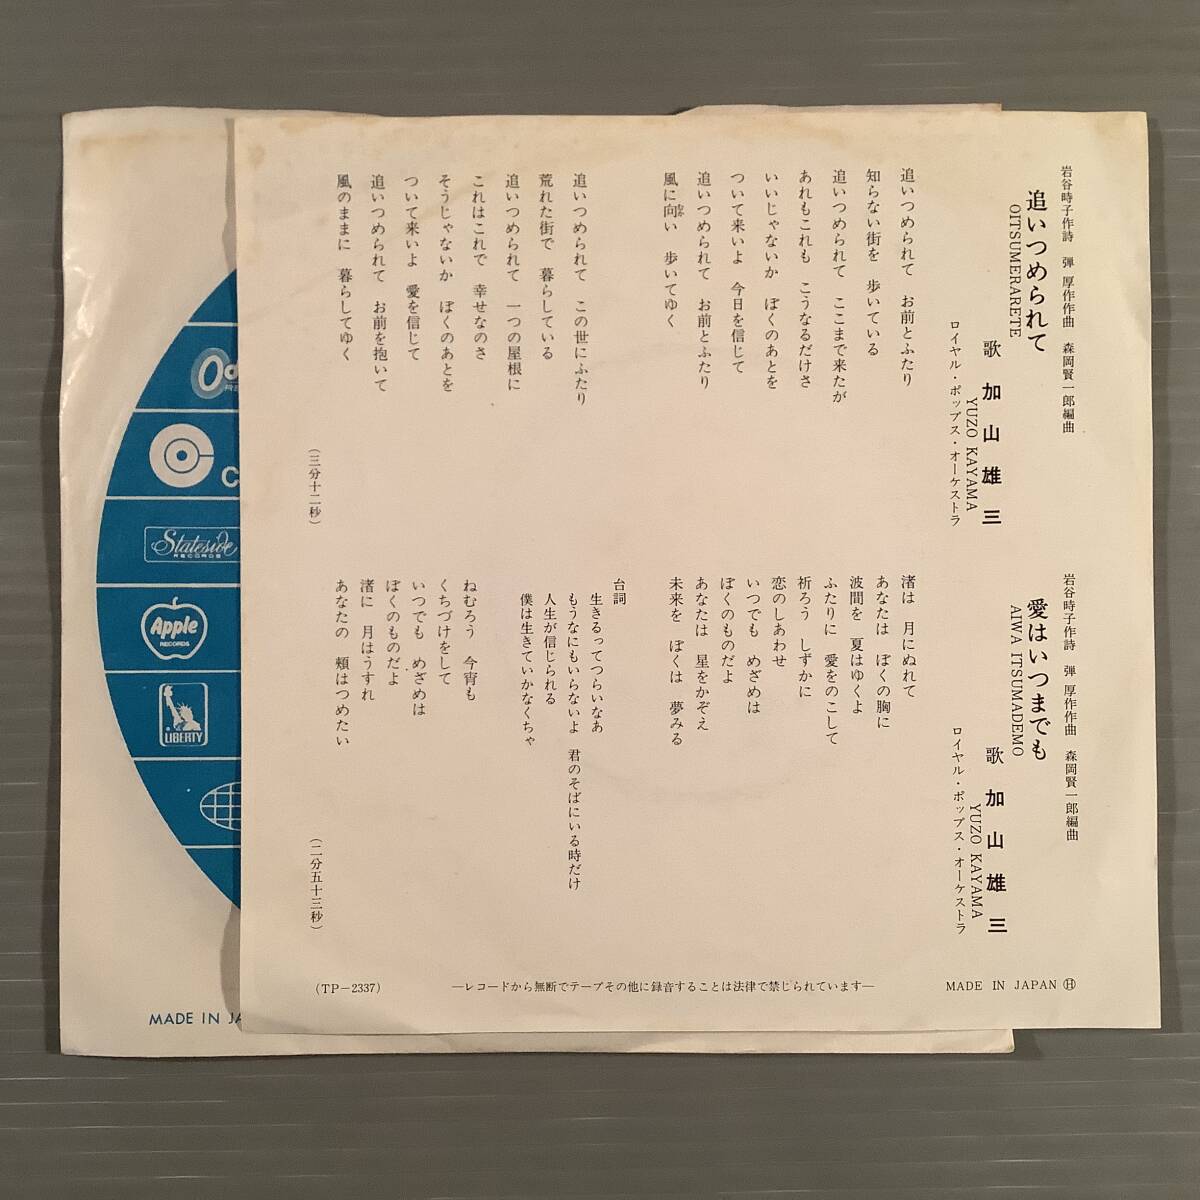 岩谷時子作詩　弾　厚作作曲　森岡賢一郎編曲
追いつめられて
OITSUMERARETE
歌　加山雄三
YUZO KAYAMA
ロイヤル・ポップス・オーケストラ
追いつめられて　お前とふたり
知らない街を　歩いている
追いつめられて　ここまで来たが
あれもこれも　こうなるだけさ
いいじゃないか　ぼくのあとを
ついて来いよ　今日を信じて
追いつめられて　お前とふたり
風に向い　歩いてゆく
追いつめられて　この世にふたり
荒れた街で　暮らしている
追いつめられて　一つの屋根に
これはこれで　幸せなのさ
そうじゃないか　ぼくのあとを
ついて来いよ　愛を信じて
追いつめられて　お前を抱いて
風のままに　暮らしてゆく
（三分十二秒）
岩谷時子作詩　弾　厚作作曲　森岡賢一郎編曲
愛はいつまでも
AIWA ITSUMADEMO
歌　加山雄三
YUZO KAYAMA
ロイヤル・ポップス・オーケストラ
渚は　月にぬれて
あなたは　ぼくの胸に
波間を　夏はゆくよ
ふたりに　愛をのこして
祈ろう　しずかに
恋のしあわせ
いつでも　めざめは
ぼくのものだよ
あなたは　星をかぞえ
未来を　ぼくは　夢みる
台詞
生きるってつらいなあ
もうなにもいらないよ　君のそばにいる時だけ
人生が信じられる
僕は生きていかなくちゃ
ねむろう　今宵も
くちづけをして
いつでも　めざめは
ぼくのものだよ
渚に　月はうすれ
あなたの　頬はつめたい
（二分五十三秒）
(TP－2337)
―レコードから無断でテープその他に録音することは法律で禁じられています―
MADE IN JAPAN Ⓗ
Od
C
Stateside
RECORDS
Apple
RECORDS
LIBERTY
MADE IN JA